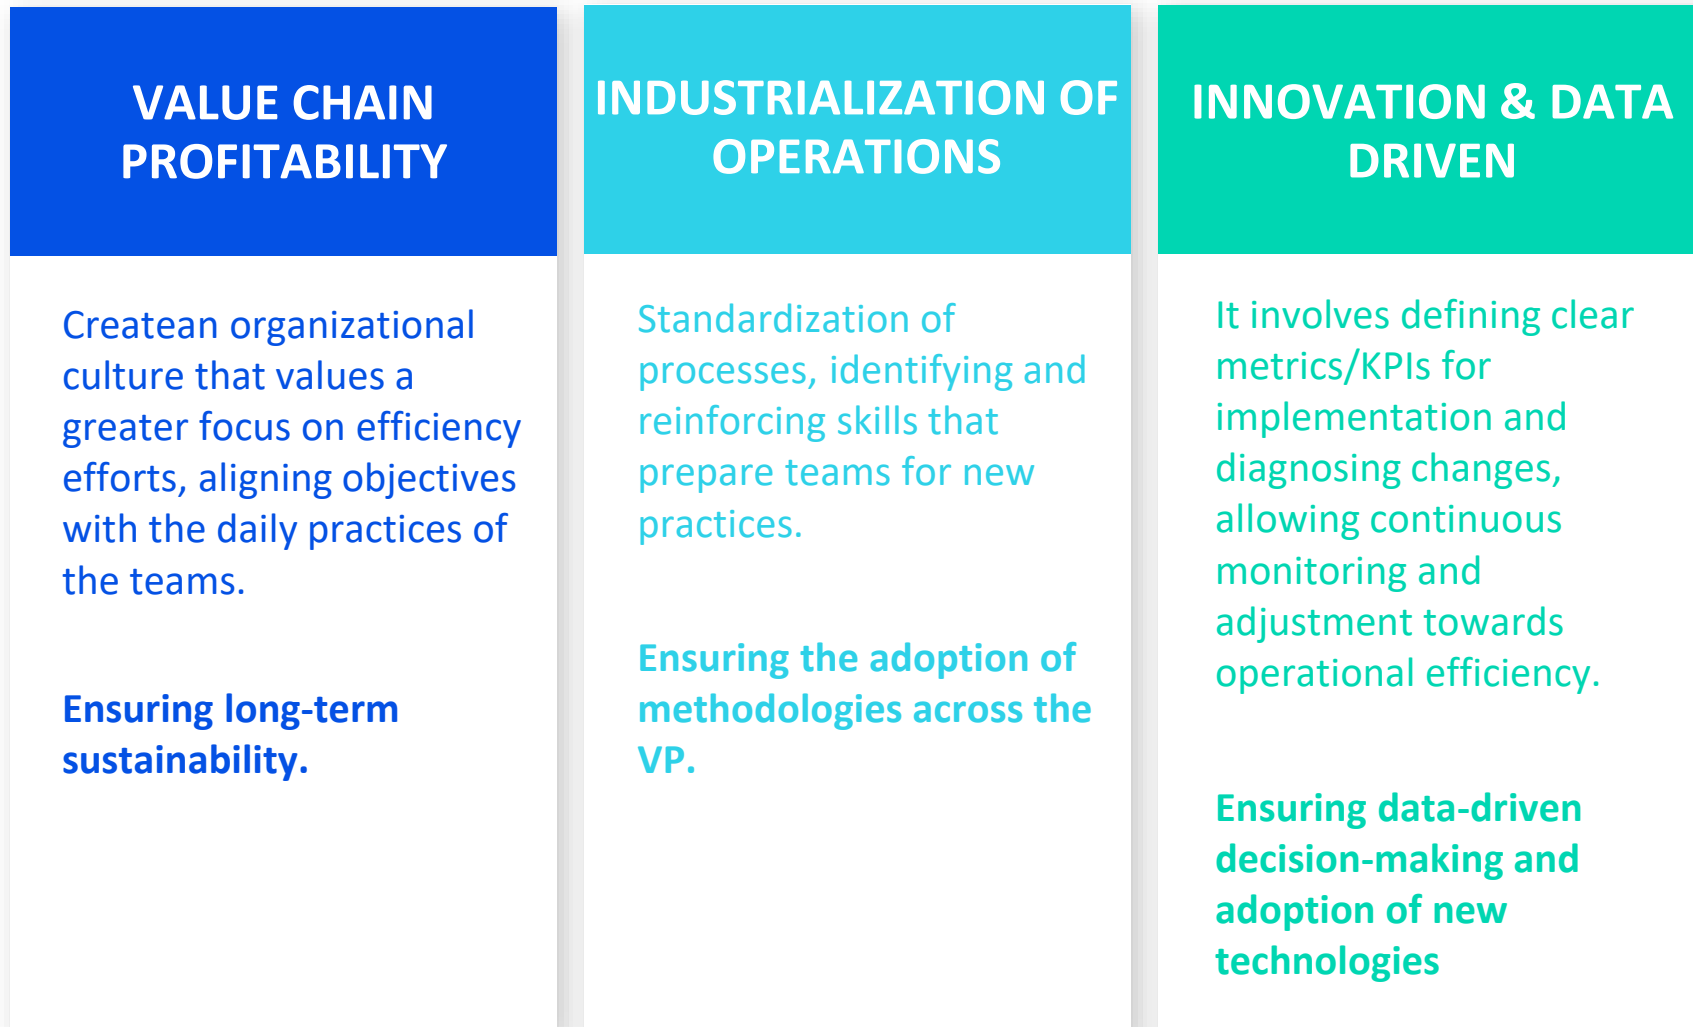 VALUE CHAIN
PROFITABILITY
Createan organizational
culture that values a
greater focus on efficiency
efforts, aligning objectives
with the daily practices of
the teams.
Ensuring long-term
sustainability.
INDUSTRIALIZATION OF
OPERATIONS
Standardization of
processes, identifying and
reinforcing skills that
prepare teams for new
practices.
Ensuring the adoption of
methodologies across the
VP.
INNOVATION & DATA
DRIVEN
It involves defining clear
metrics/KPIs for
implementation and
diagnosing changes,
allowing continuous
monitoring and
adjustment towards
operational efficiency.
Ensuring data-driven
decision-making and
adoption of new
technologies